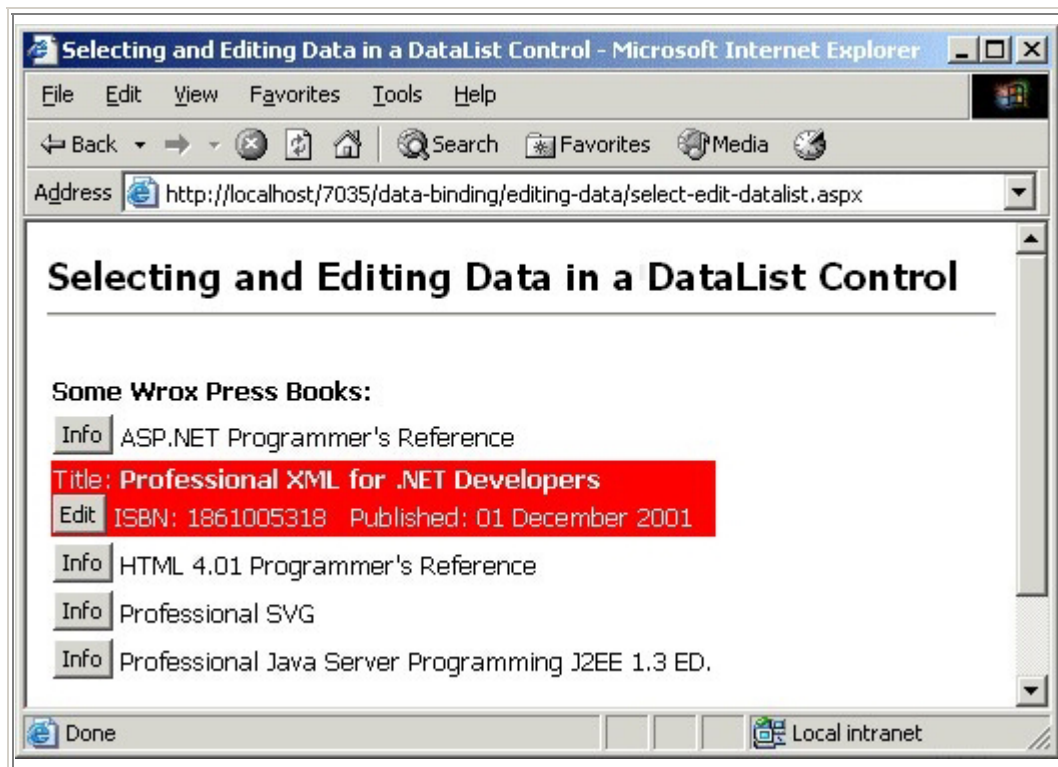 Selecting and Editing Data in a DataList Control - Microsoft Internet Explorer
File Edit View Favorites Tools Help
Back Search Favorites Media
Address http://localhost/7035/data-binding/editing-data/select-edit-datalist.aspx
Selecting and Editing Data in a DataList Control
Some Wrox Press Books:
Info ASP.NET Programmer's Reference
Title: Professional XML for .NET Developers
Edit ISBN: 1861005318 Published: 01 December 2001
Info HTML 4.01 Programmer's Reference
Info Professional SVG
Info Professional Java Server Programming J2EE 1.3 ED.
Done Local intranet